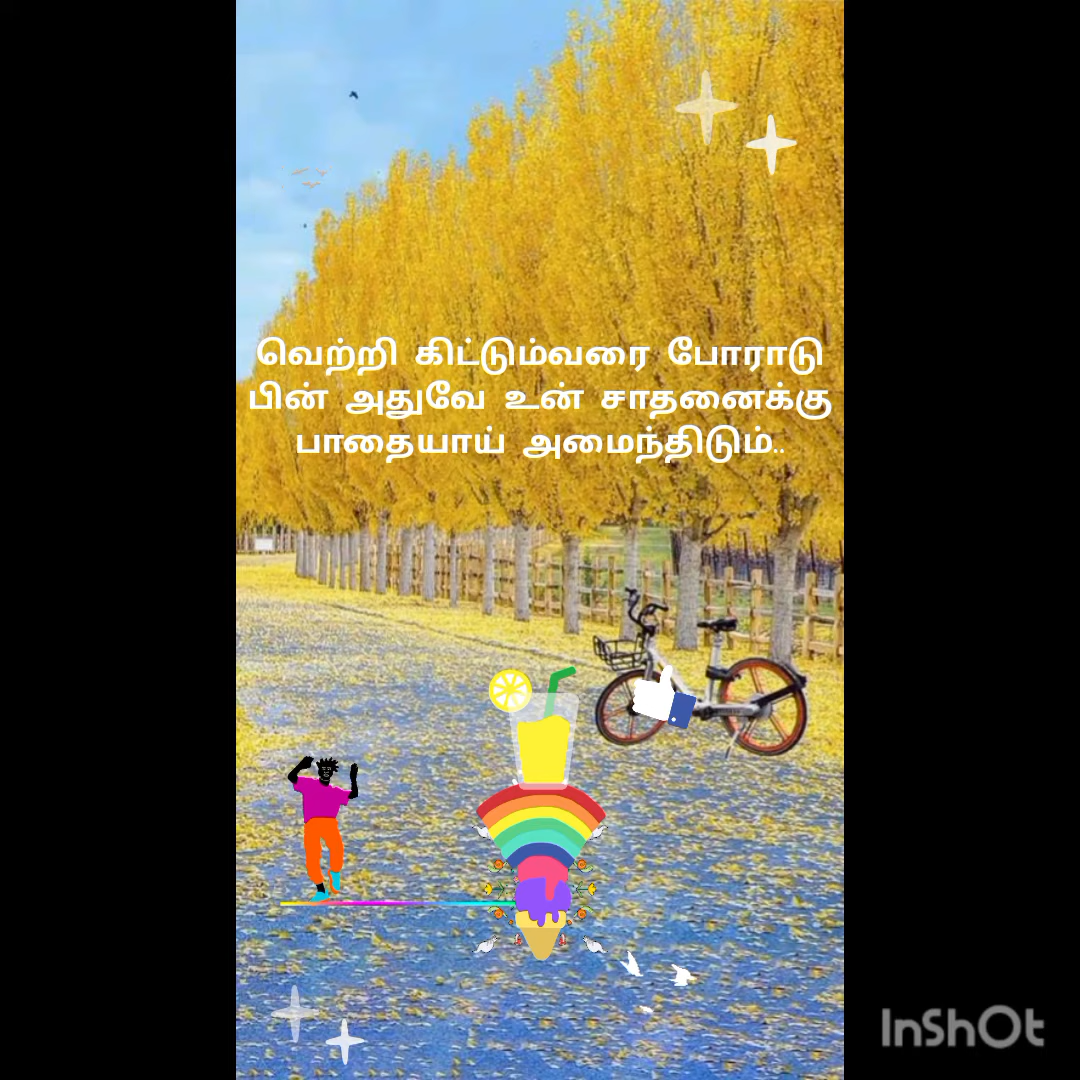 வெற்றி கிட்டும்வரை போராடு
பின் அதுவே உன் சாதனைக்கு
பாதையாய் அமைந்திடும்..
InShOt